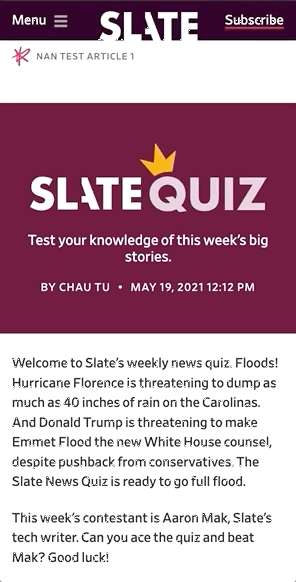 Menu SLATE Subscribe
NAN TEST ARTICLE 1
SLATE QUIZ
Test your knowledge of this week's big
stories.
BY CHAU TU • MAY 19, 2021 12:12 PM
Welcome to Slate's weekly news quiz. Floods!
Hurricane Florence is threatening to dump as
much as 40 inches of rain on the Carolinas.
And Donald Trump is threatening to make
Emmet Flood the new White House counsel,
despite pushback from conservatives. The
Slate News Quiz is ready to go full flood.
This week's contestant is Aaron Mak, Slate's
tech writer. Can you ace the quiz and beat
Mak? Good luck!